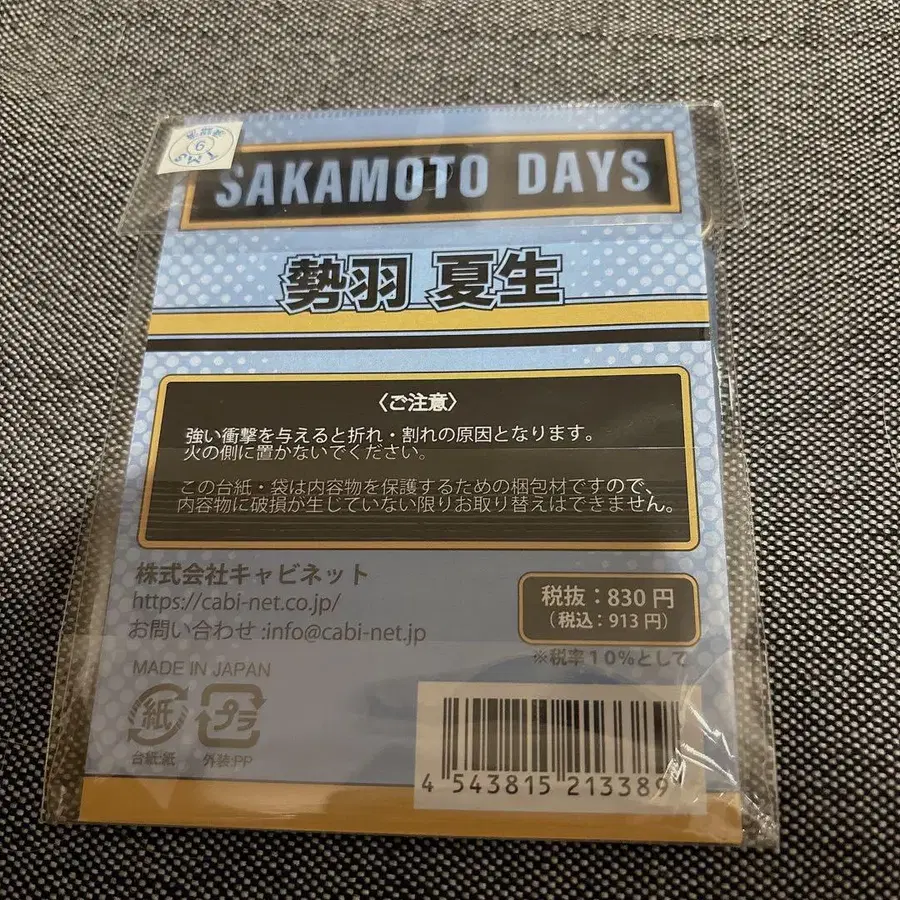 SAKAMOTO DAYS
勢羽 夏生
〈ご注意〉
強い衝撃を与えると折れ・割れの原因となります。
火の側に置かないでください。
この台紙・袋は内容物を保護するための梱包材ですので、
内容物に破損が生じていない限りお取り替えはできません。
株式会社キャビネット
https://cabi-net.co.jp/
お問い合わせ:info@cabi-net.jp
税抜:830円
(税込:913円)
※税率10%として
MADE IN JAPAN
紙
プラ
台紙:紙
外装:PP
4 543815 213389